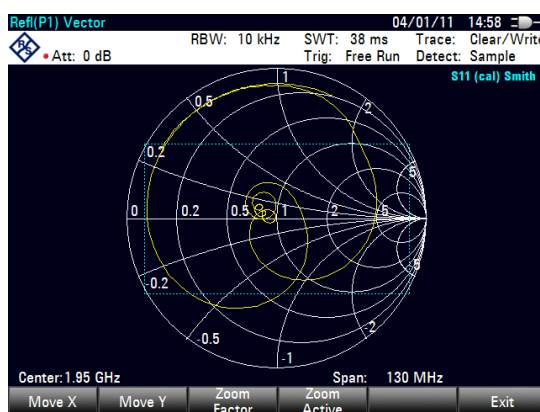 Refl(P1) Vector 04/01/11 14:58
RBW: 10 kHz SWT: 38 ms Trace: Clear/Write
Att: 0 dB Trig: Free Run Detect: Sample
S11 (cal) Smith
1
0.5 2
0.2 5
0 0.2 0.5 1 2 5
-0.2 -5
-0.5 -2
-1
Center: 1.95 GHz Span: 130 MHz
Move X Move Y Zoom Factor Zoom Active Exit